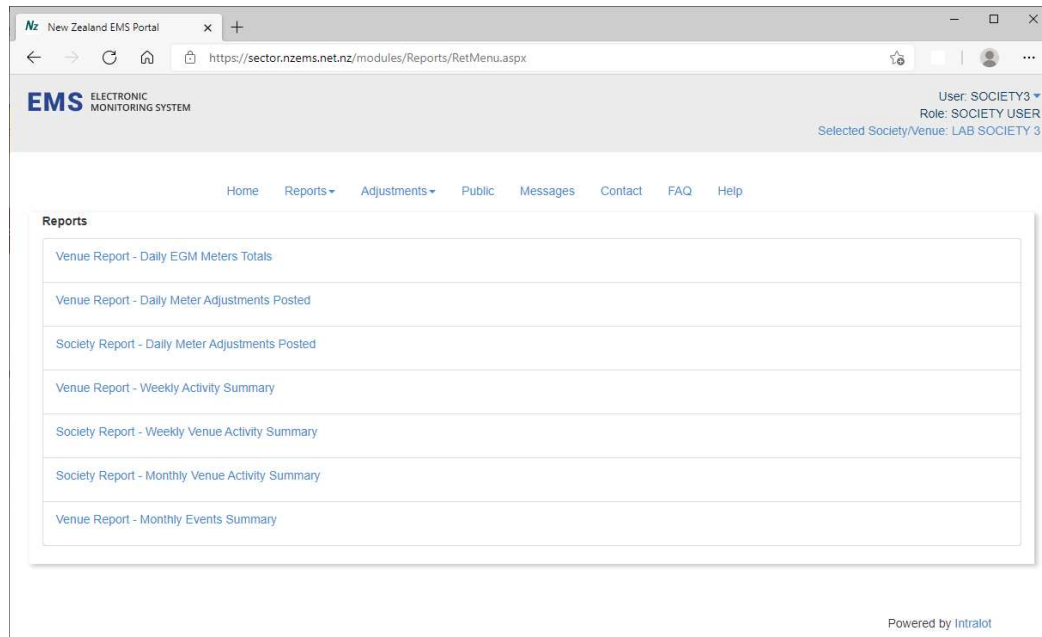 Nz New Zealand EMS Portal
https://sector.nzems.net.nz/modules/Reports/RetMenu.aspx
EMS ELECTRONIC
MONITORING SYSTEM
User: SOCIETY3
Role: SOCIETY USER
Selected Society/Venue: LAB SOCIETY 3
Home Reports Adjustments Public Messages Contact FAQ Help
Reports
Venue Report - Daily EGM Meters Totals
Venue Report - Daily Meter Adjustments Posted
Society Report - Daily Meter Adjustments Posted
Venue Report - Weekly Activity Summary
Society Report - Weekly Venue Activity Summary
Society Report - Monthly Venue Activity Summary
Venue Report - Monthly Events Summary
Powered by Intralot